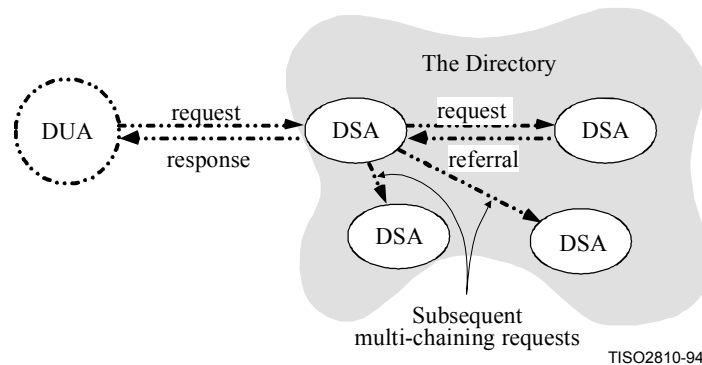 The Directory
request
request
DUA
DSA
DSA
response
referral
DSA
DSA
Subsequent
multi-chaining requests
TISO2810-94